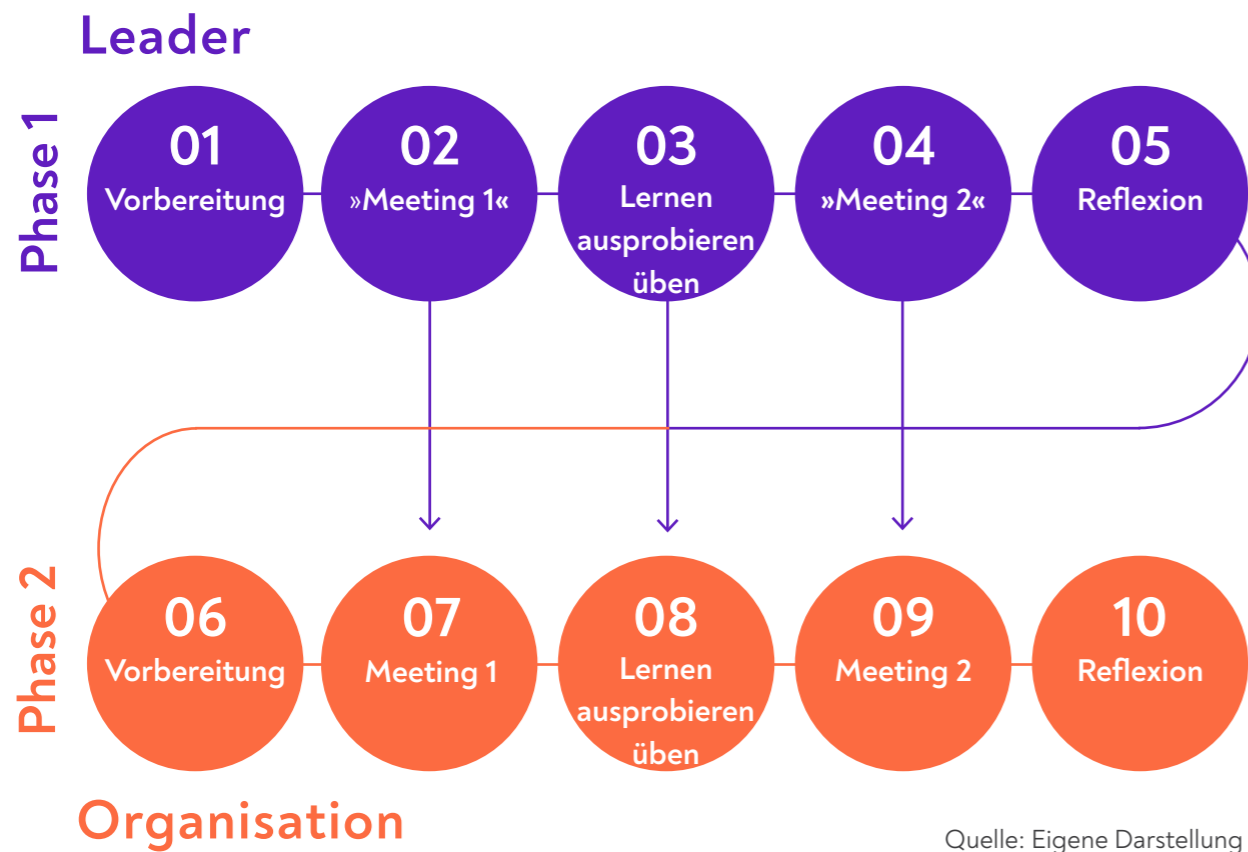 Leader
Phase 1
01
Vorbereitung
02
»Meeting 1«
03
Lernen
ausprobieren
üben
04
»Meeting 2«
05
Reflexion
Phase 2
06
Vorbereitung
07
Meeting 1
08
Lernen
ausprobieren
üben
09
Meeting 2
10
Reflexion
Organisation
Quelle: Eigene Darstellung